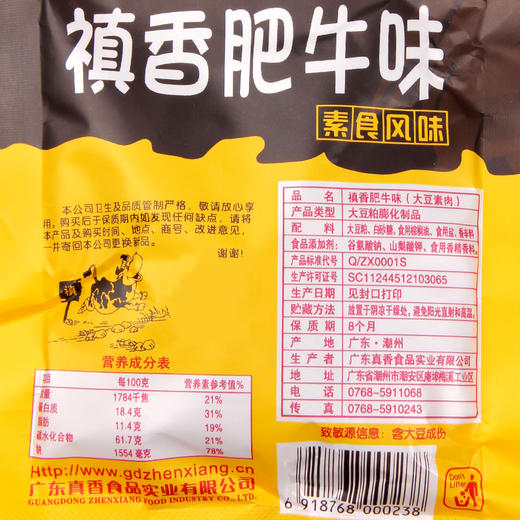 禛香肥牛味
素食风味
本公司卫生及品质管制严格，敬请放心享
用。购买后于保质期内如发现任何缺点，请将
本产品及购买时间、地点、商号、改进意见，
一并寄回本公司更换新品。
谢谢!
品 名 禛香肥牛味（大豆素肉）
产品类型 大豆粕膨化制品
配 料 大豆粕、白砂糖、食用棕榈油、食用盐、香辛料
食品添加剂: 谷氨酸钠、山梨酸钾、食用香精香料。
产品标准代号 Q/ZX0001S
生产许可证号 SC11244512103065
生产日期 见封口打印
贮藏方法 放置于阴凉干燥处，避免阳光直射和高温。
保质期 8个月
产 地 广东·潮州
生产者 广东真香食品实业有限公司
地 址 广东省潮州市潮安区庵埠梅溪工业区
电 话 0768-5911068
传 真 0768-5910243
致敏源信息：含大豆成份
营养成分表
项目 每100克 营养素参考值%
能量 1784千焦 21%
蛋白质 18.4克 31%
脂肪 11.4克 19%
碳水化合物 61.7克 21%
钠 1554 毫克 78%
Http://www.gdzhenxiang.cn
广东真香食品实业有限公司
GUANGDONG ZHENXIANG FOOD INDUSTRY CO., LTD.
6 918768 000238
Don't
Litter